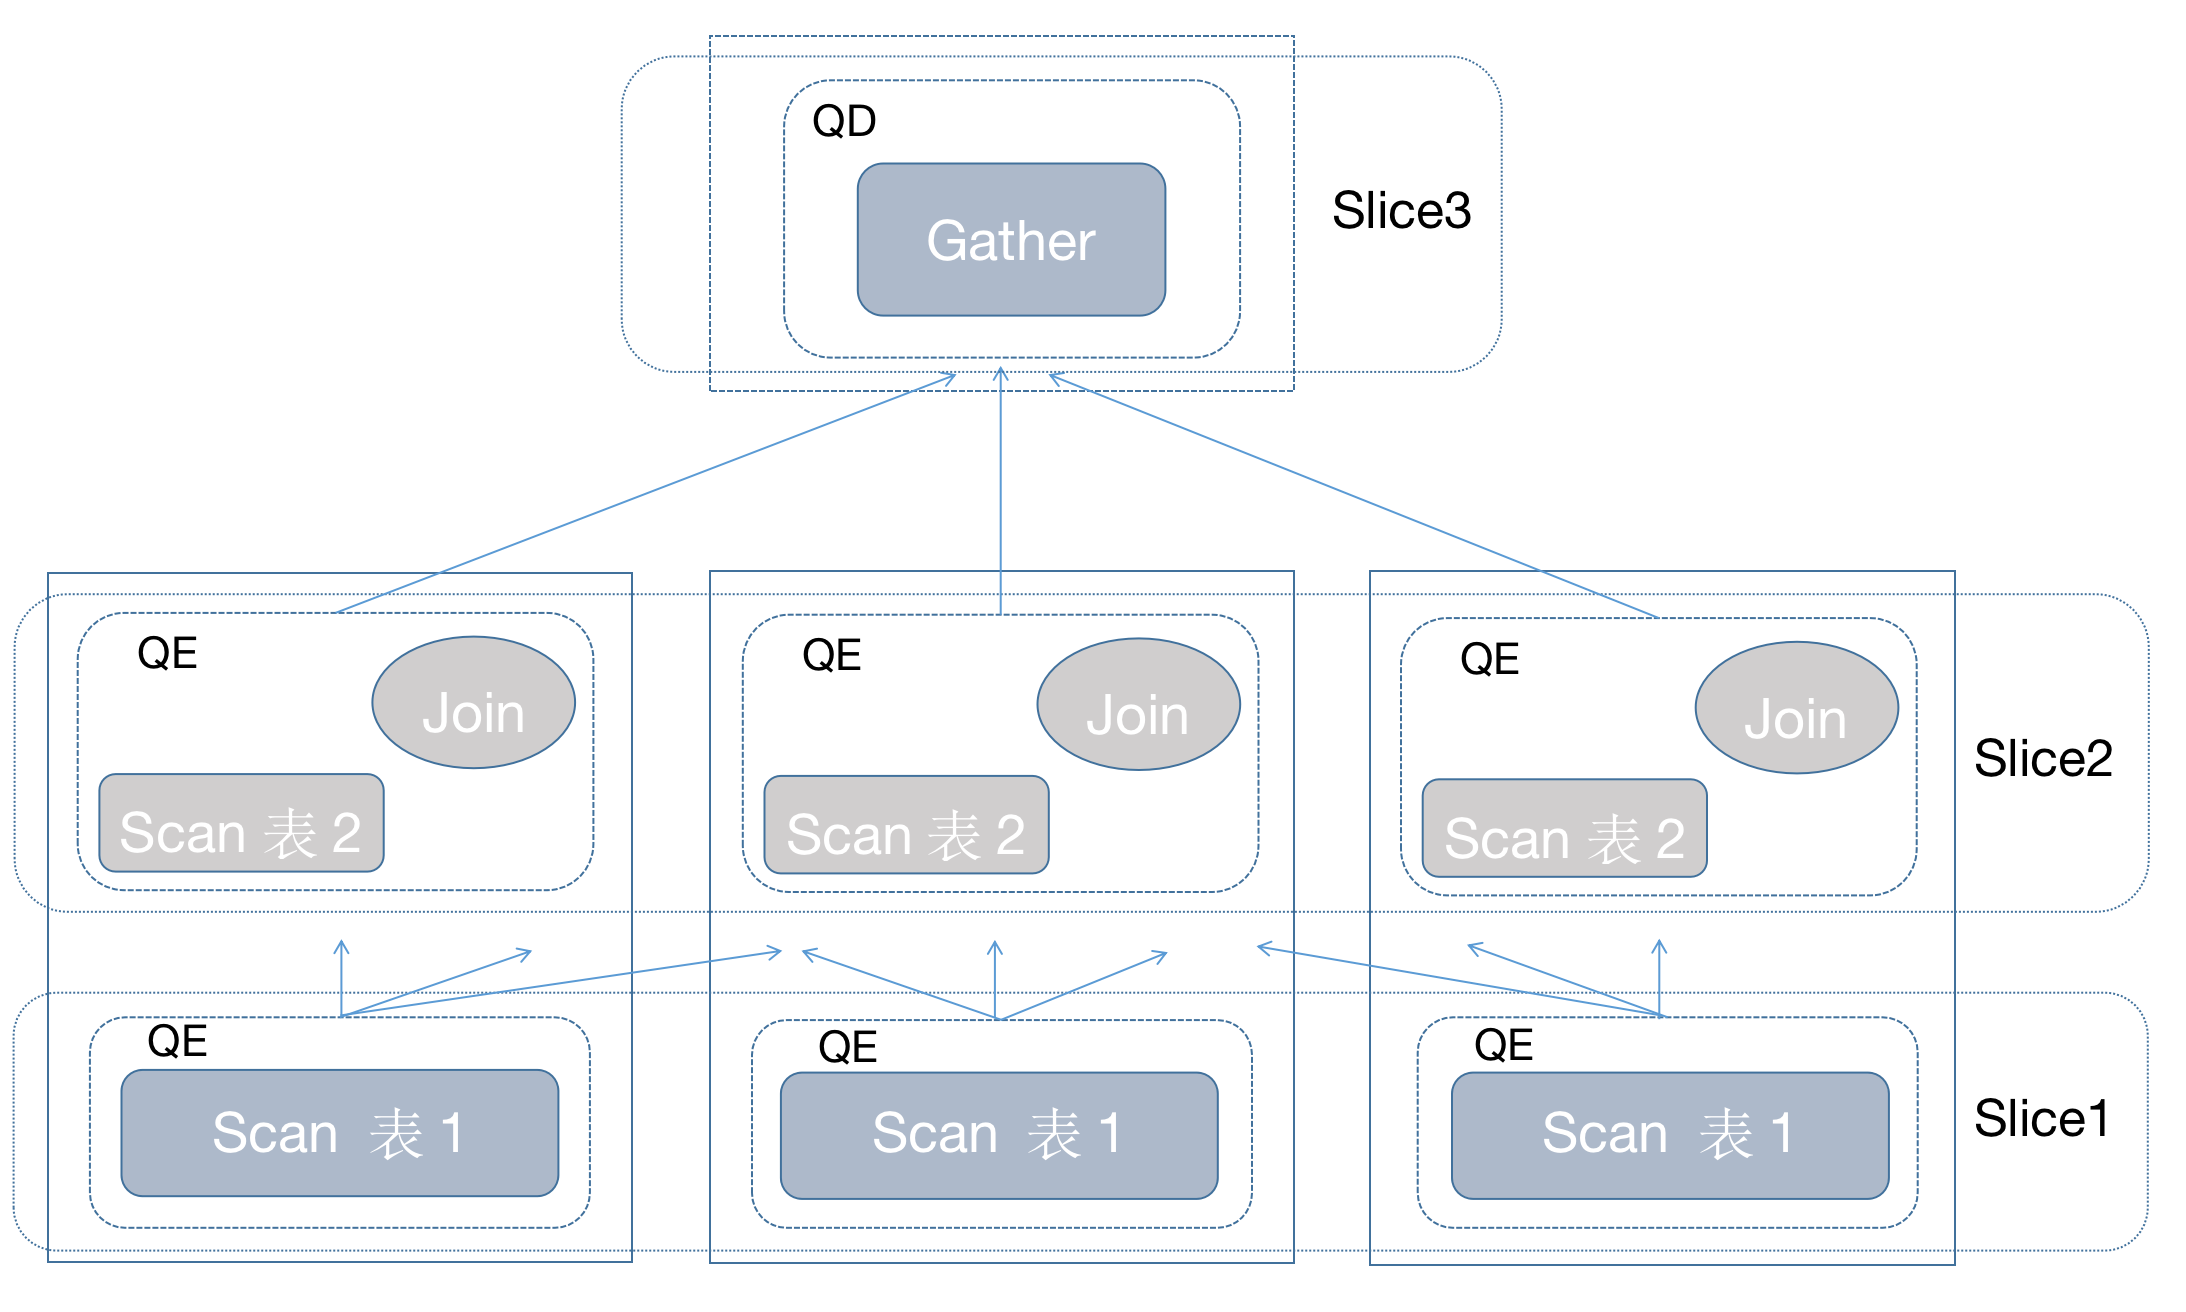 QD
Gather
Slice3
QE
Join
Scan 表 2
QE
Join
Scan 表 2
QE
Join
Scan 表 2
Slice2
QE
Scan 表 1
QE
Scan 表 1
QE
Scan 表 1
Slice1